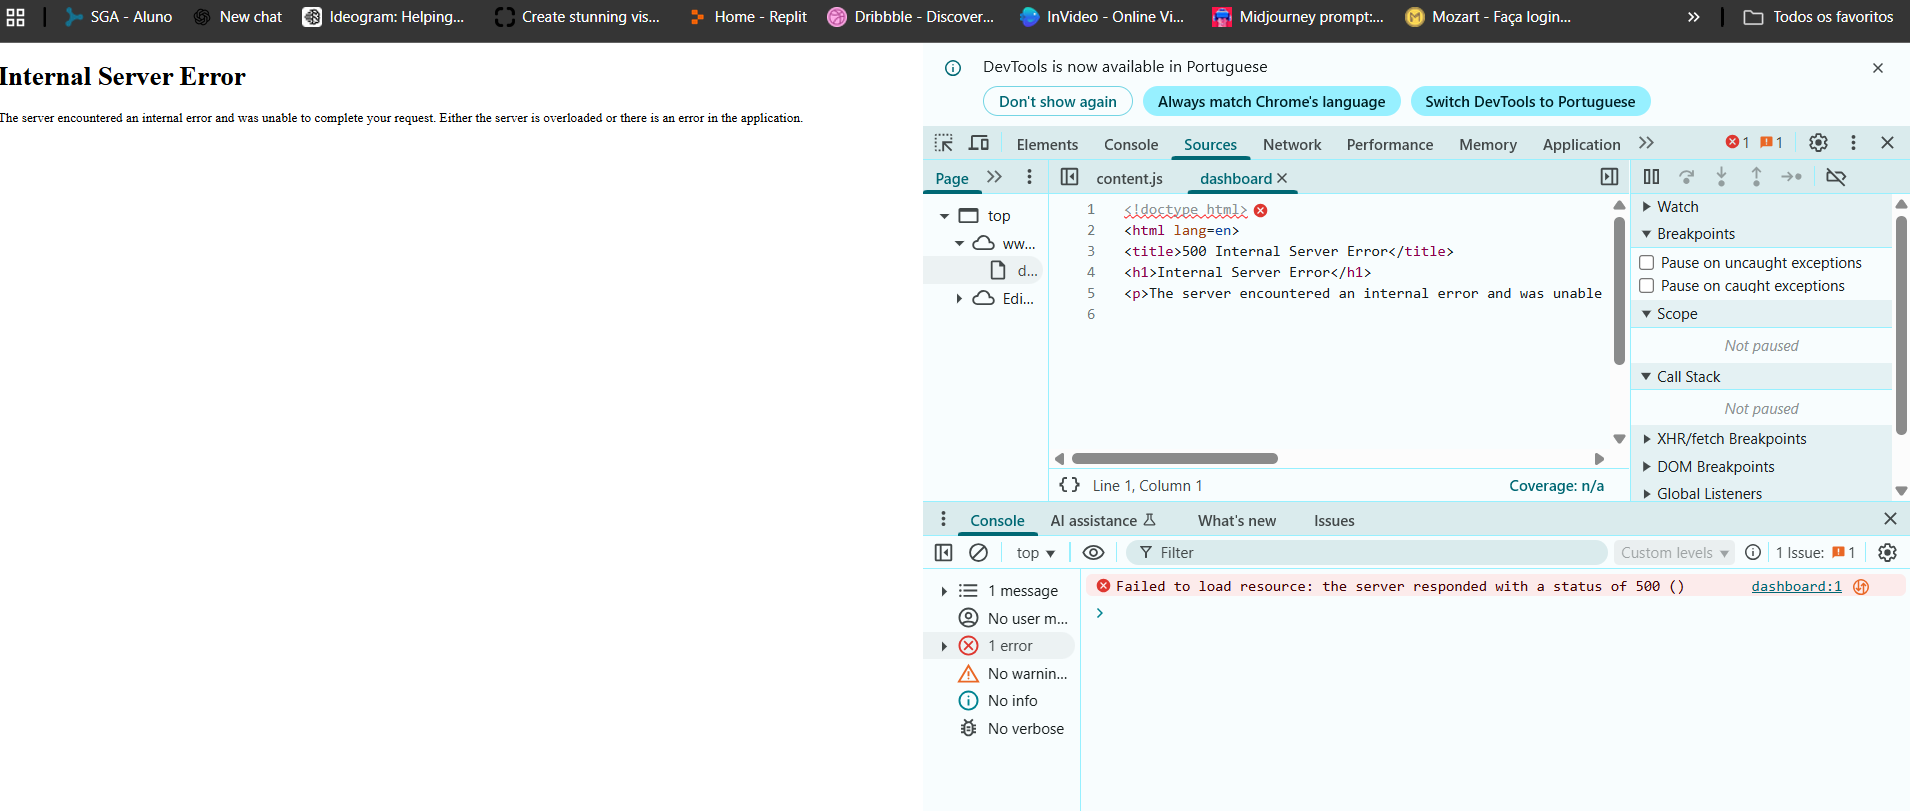 SGA - Aluno
New chat
Ideogram: Helping...
Create stunning vis...
Home - Replit
Dribbble - Discover...
InVideo - Online Vi...
Midjourney prompt:...
Mozart - Faça login...
Todos os favoritos
Internal Server Error
The server encountered an internal error and was unable to complete your request. Either the server is overloaded or there is an error in the application.
DevTools is now available in Portuguese
Don't show again
Always match Chrome's language
Switch DevTools to Portuguese
Elements
Console
Sources
Network
Performance
Memory
Application
1
1
Page
content.js
dashboard
top
ww...
d...
Edi...
1 <!doctype html>
2 <html lang=en>
3 <title>500 Internal Server Error</title>
4 <h1>Internal Server Error</h1>
5 <p>The server encountered an internal error and was unable
6
{} Line 1, Column 1
Coverage: n/a
Watch
Breakpoints
Pause on uncaught exceptions
Pause on caught exceptions
Scope
Not paused
Call Stack
Not paused
XHR/fetch Breakpoints
DOM Breakpoints
Global Listeners
Console
AI assistance
What's new
Issues
top
Filter
Custom levels
1 Issue: 1
1 message
No user m...
1 error
No warnin...
No info
No verbose
Failed to load resource: the server responded with a status of 500 ()
dashboard:1